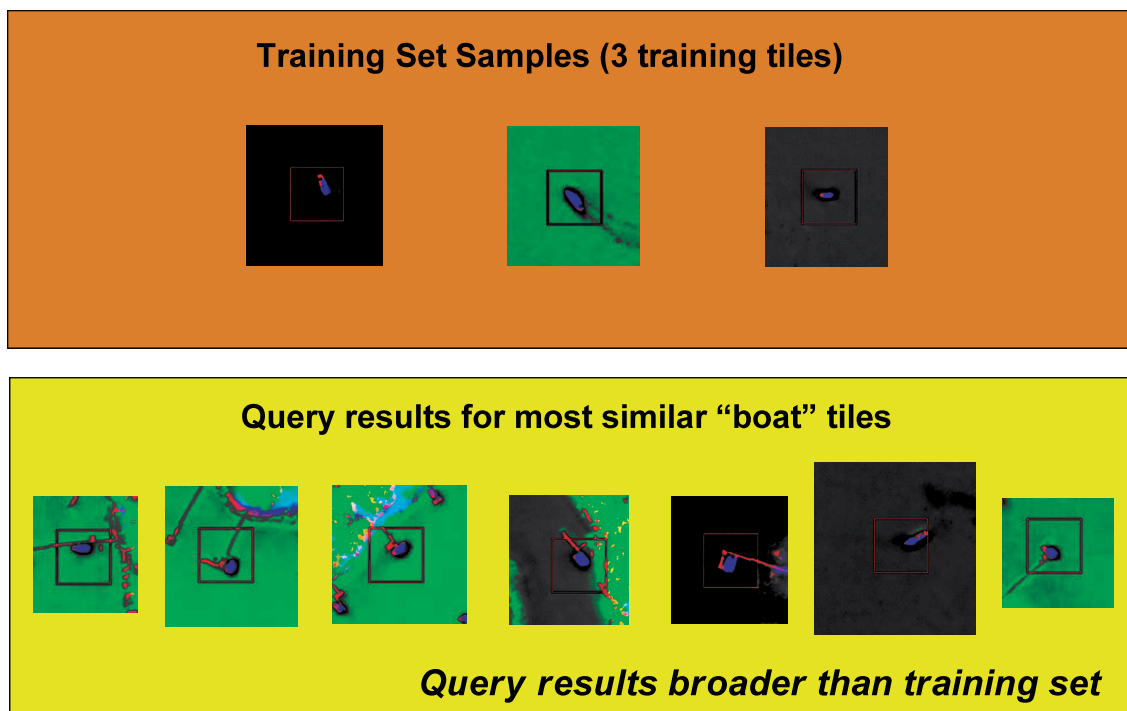 Training Set Samples (3 training tiles)
Query results for most similar “boat” tiles
Query results broader than training set